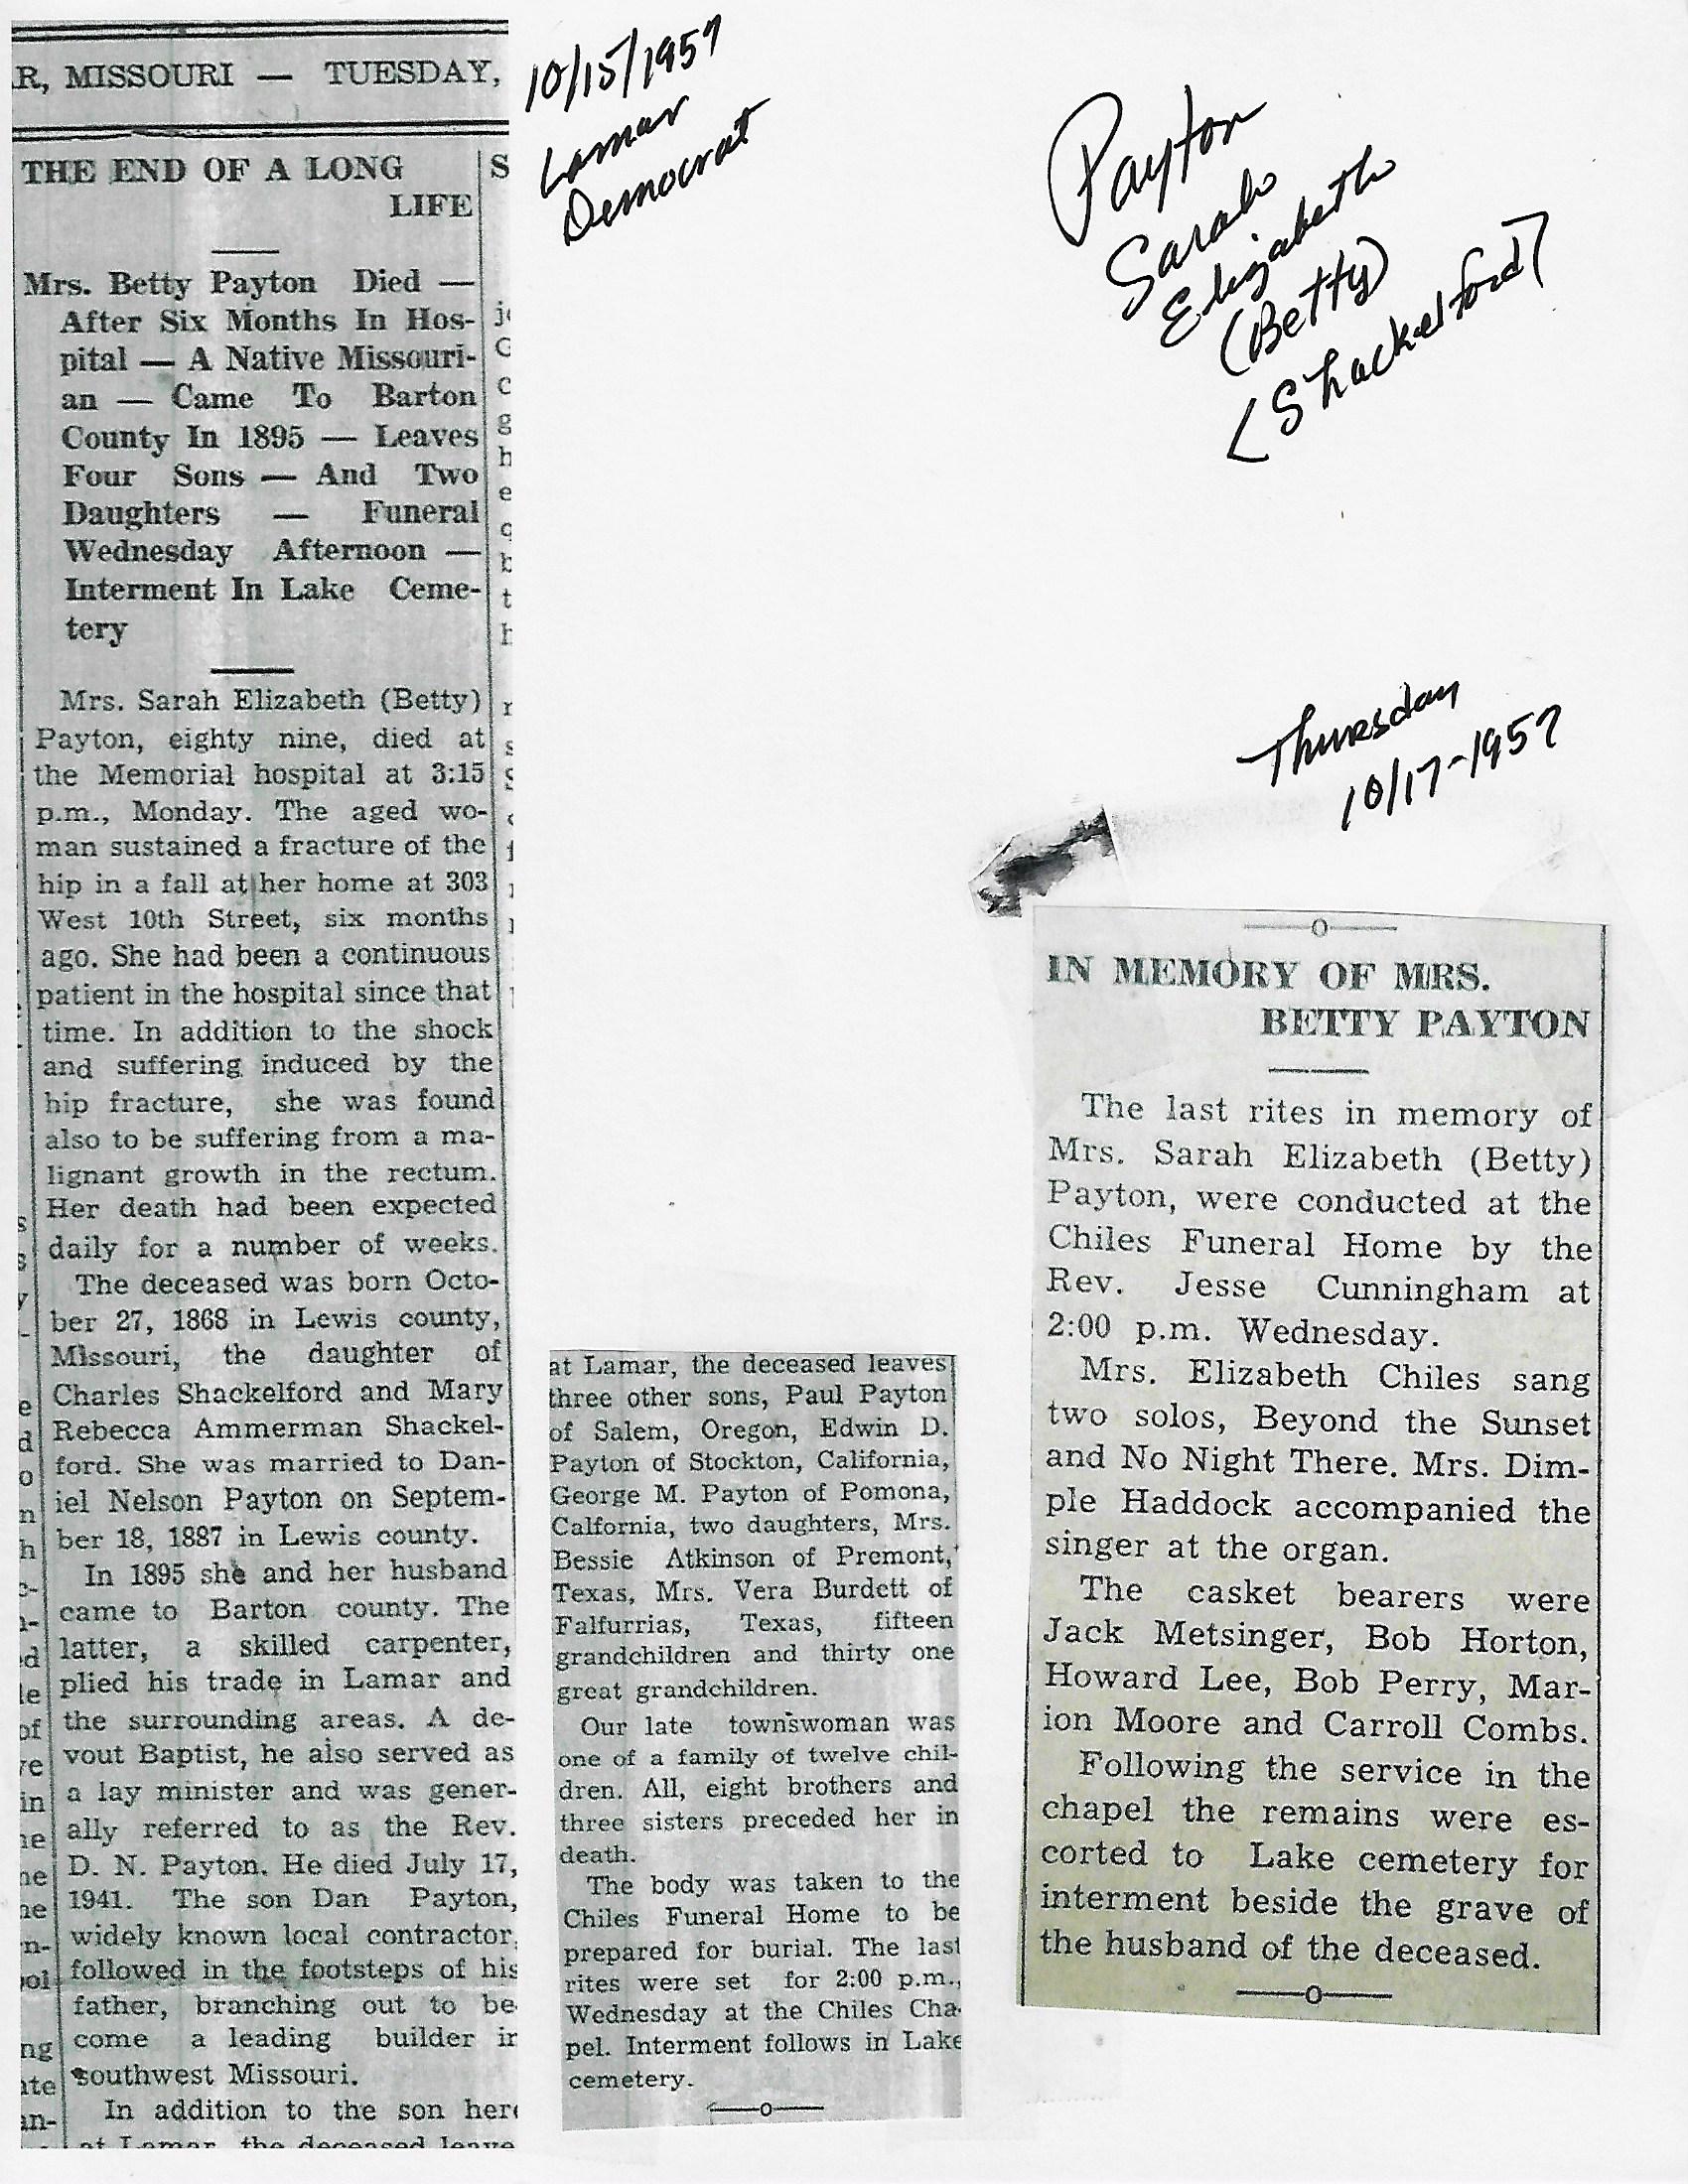 R, MISSOURI — TUESDAY,
THE END OF A LONG
LIFE
Mrs. Betty Payton Died —
After Six Months In Hos-
pital — A Native Missouri-
an — Came To Barton
County In 1895 — Leaves
Four Sons — And Two
Daughters — Funeral
Wednesday Afternoon —
Interment In Lake Ceme-
tery
Mrs. Sarah Elizabeth (Betty)
Payton, eighty nine, died at
the Memorial hospital at 3:15
p.m., Monday. The aged wo-
man sustained a fracture of the
hip in a fall at her home at 303
West 10th Street, six months
ago. She had been a continuous
patient in the hospital since that
time. In addition to the shock
and suffering induced by the
hip fracture, she was found
also to be suffering from a ma-
lignant growth in the rectum.
Her death had been expected
daily for a number of weeks.
The deceased was born Octo-
ber 27, 1868 in Lewis county,
Missouri, the daughter of
Charles Shackelford and Mary
Rebecca Ammerman Shackel-
ford. She was married to Dan-
iel Nelson Payton on Septem-
ber 18, 1887 in Lewis county.
In 1895 she and her husband
came to Barton county. The
latter, a skilled carpenter,
plied his trade in Lamar and
the surrounding areas. A de-
vout Baptist, he also served as
a lay minister and was gener-
ally referred to as the Rev.
D. N. Payton. He died July 17,
1941. The son Dan Payton,
widely known local contractor,
followed in the footsteps of his
father, branching out to be
come a leading builder in
southwest Missouri.
In addition to the son here
at Lamar, the deceased leave
10/15/1957
Lamar
Democrat
at Lamar, the deceased leaves
three other sons, Paul Payton
of Salem, Oregon, Edwin D.
Payton of Stockton, California,
George M. Payton of Pomona,
Calfornia, two daughters, Mrs.
Bessie Atkinson of Premont,
Texas, Mrs. Vera Burdett of
Falfurrias, Texas, fifteen
grandchildren and thirty one
great grandchildren.
Our late townswoman was
one of a family of twelve chil-
dren. All, eight brothers and
three sisters preceded her in
death.
The body was taken to the
Chiles Funeral Home to be
prepared for burial. The last
rites were set for 2:00 p.m.,
Wednesday at the Chiles Cha-
pel. Interment follows in Lake
cemetery.
Payton
Sarah
Elizabeth
(Betty)
[Shackelford]
Thursday
10/17-1957
IN MEMORY OF MRS.
BETTY PAYTON
The last rites in memory of
Mrs. Sarah Elizabeth (Betty)
Payton, were conducted at the
Chiles Funeral Home by the
Rev. Jesse Cunningham at
2:00 p.m. Wednesday.
Mrs. Elizabeth Chiles sang
two solos, Beyond the Sunset
and No Night There. Mrs. Dim-
ple Haddock accompanied the
singer at the organ.
The casket bearers were
Jack Metsinger, Bob Horton,
Howard Lee, Bob Perry, Mar-
ion Moore and Carroll Combs.
Following the service in the
chapel the remains were es-
corted to Lake cemetery for
interment beside the grave of
the husband of the deceased.